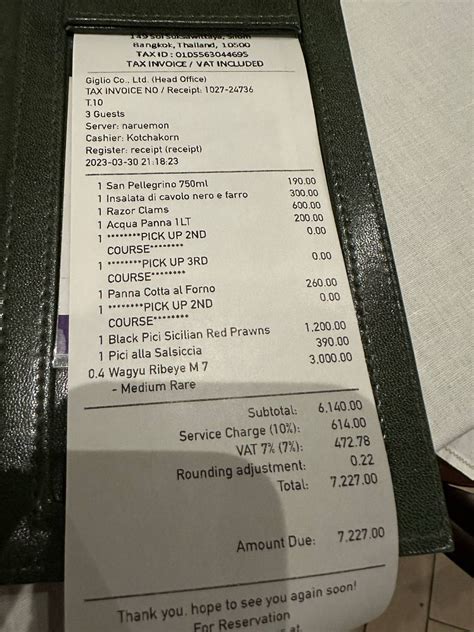 149 Soi Suksawittaya, Silom
Bangkok, Thailand, 10500
TAX ID : 0105563044695
TAX INVOICE / VAT INCLUDED
Giglio Co., Ltd. (Head Office)
TAX INVOICE NO / Receipt: 1027-24736
T.10
3 Guests
Server: naruemon
Cashier: Kotchakorn
Register: receipt (receipt)
2023-03-30 21:18:23
1 San Pellegrino 750ml 190.00
1 Insalata di cavolo nero e farro 300.00
1 Razor Clams 600.00
1 Acqua Panna 1LT 200.00
1 ********PICK UP 2ND 0.00
COURSE********
1 ********PICK UP 3RD 0.00
COURSE********
1 Panna Cotta al Forno 260.00
1 ********PICK UP 2ND 0.00
COURSE********
1 Black Pici Sicilian Red Prawns 1,200.00
1 Pici alla Salsiccia 390.00
0.4 Wagyu Ribeye M 7 3,000.00
- Medium Rare
Subtotal: 6,140.00
Service Charge (10%): 614.00
VAT 7% (7%): 472.78
Rounding adjustment: 0.22
Total: 7,227.00
Amount Due: 7,227.00
Thank you, hope to see you again soon!
For Reservation